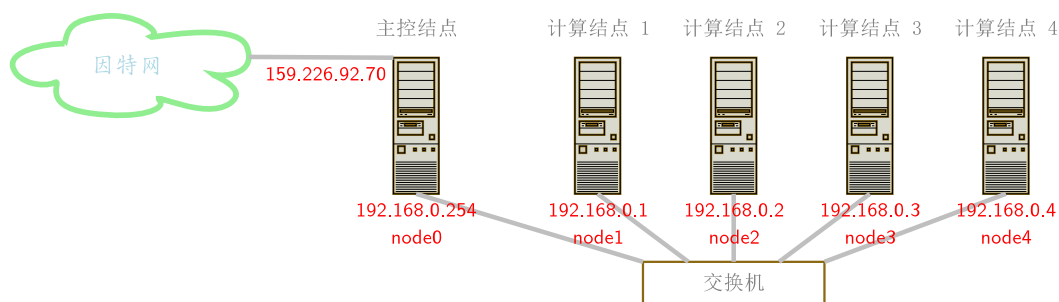 主控结点
计算结点 1
计算结点 2
计算结点 3
计算结点 4
因特网
159.226.92.70
192.168.0.254
192.168.0.1
192.168.0.2
192.168.0.3
192.168.0.4
node0
node1
node2
node3
node4
交换机